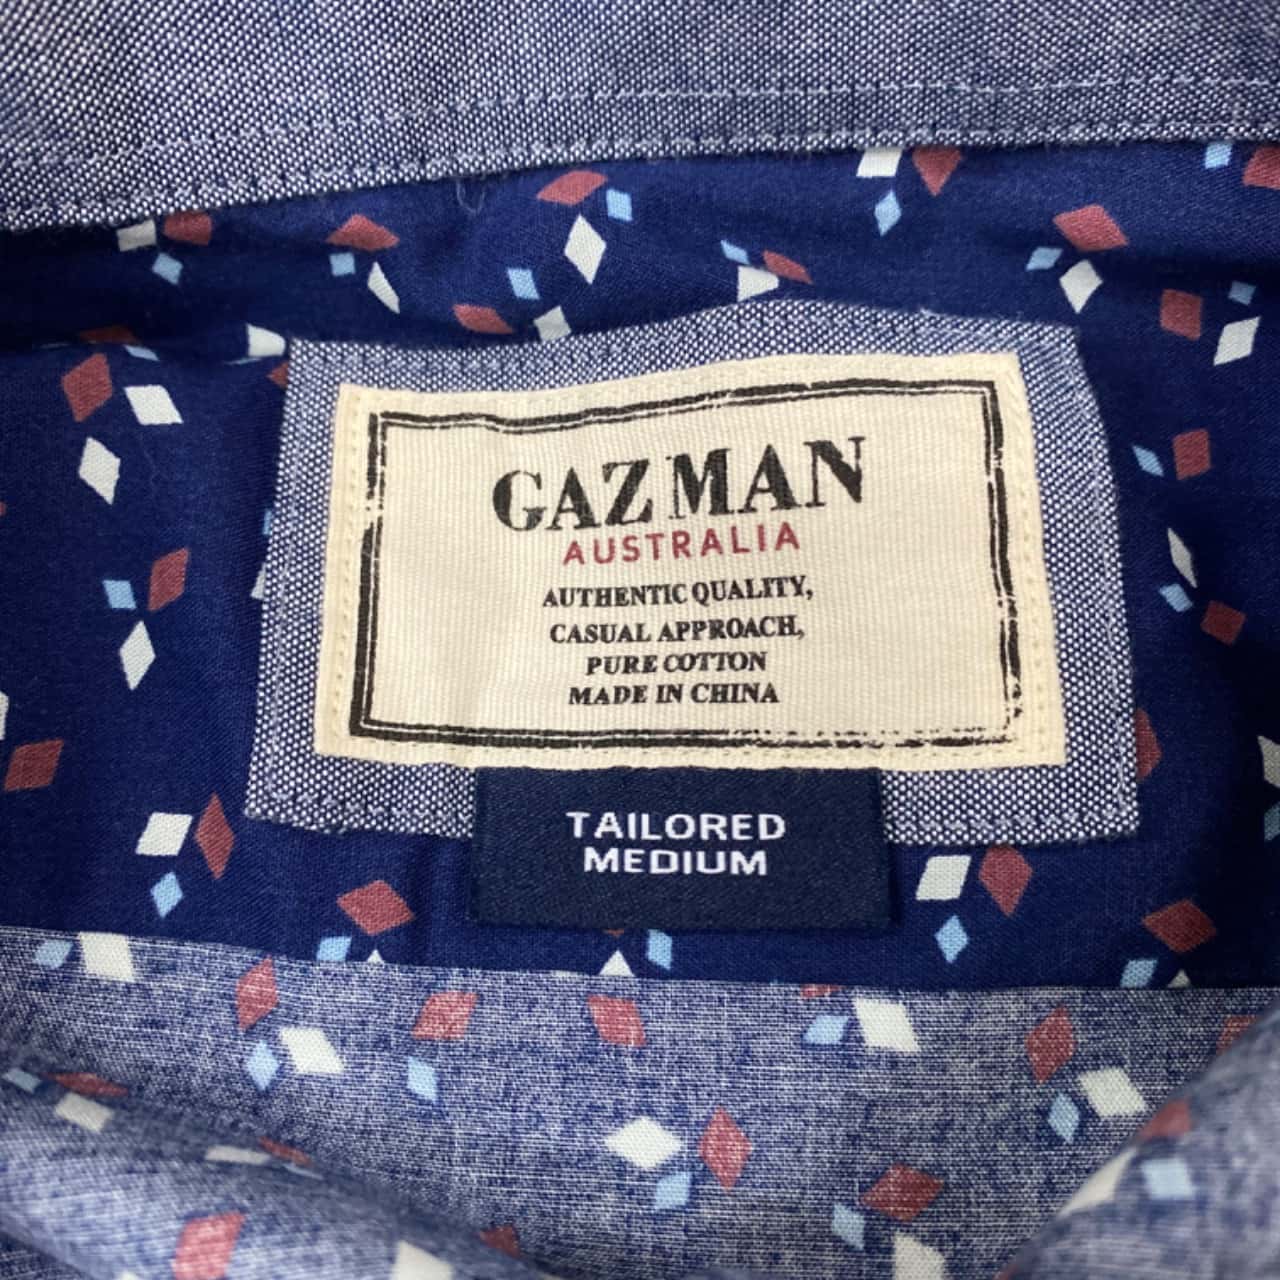 GAZMAN
AUSTRALIA
AUTHENTIC QUALITY,
CASUAL APPROACH,
PURE COTTON
MADE IN CHINA
TAILORED
MEDIUM